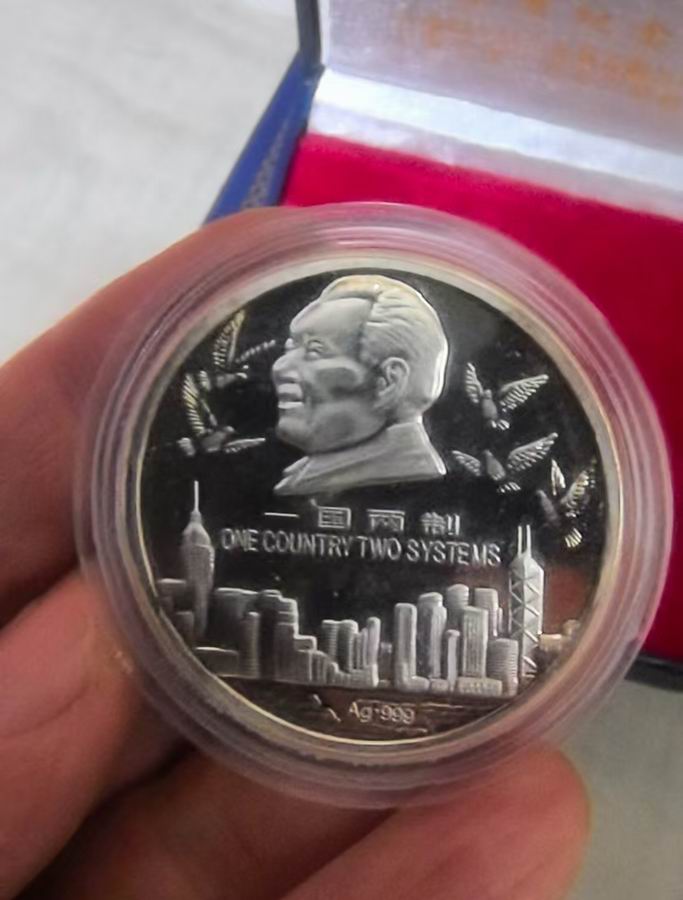 一国两制
ONE COUNTRY TWO SYSTEMS
Ag·999